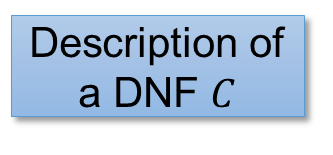 Description of
a DNF 𝐶